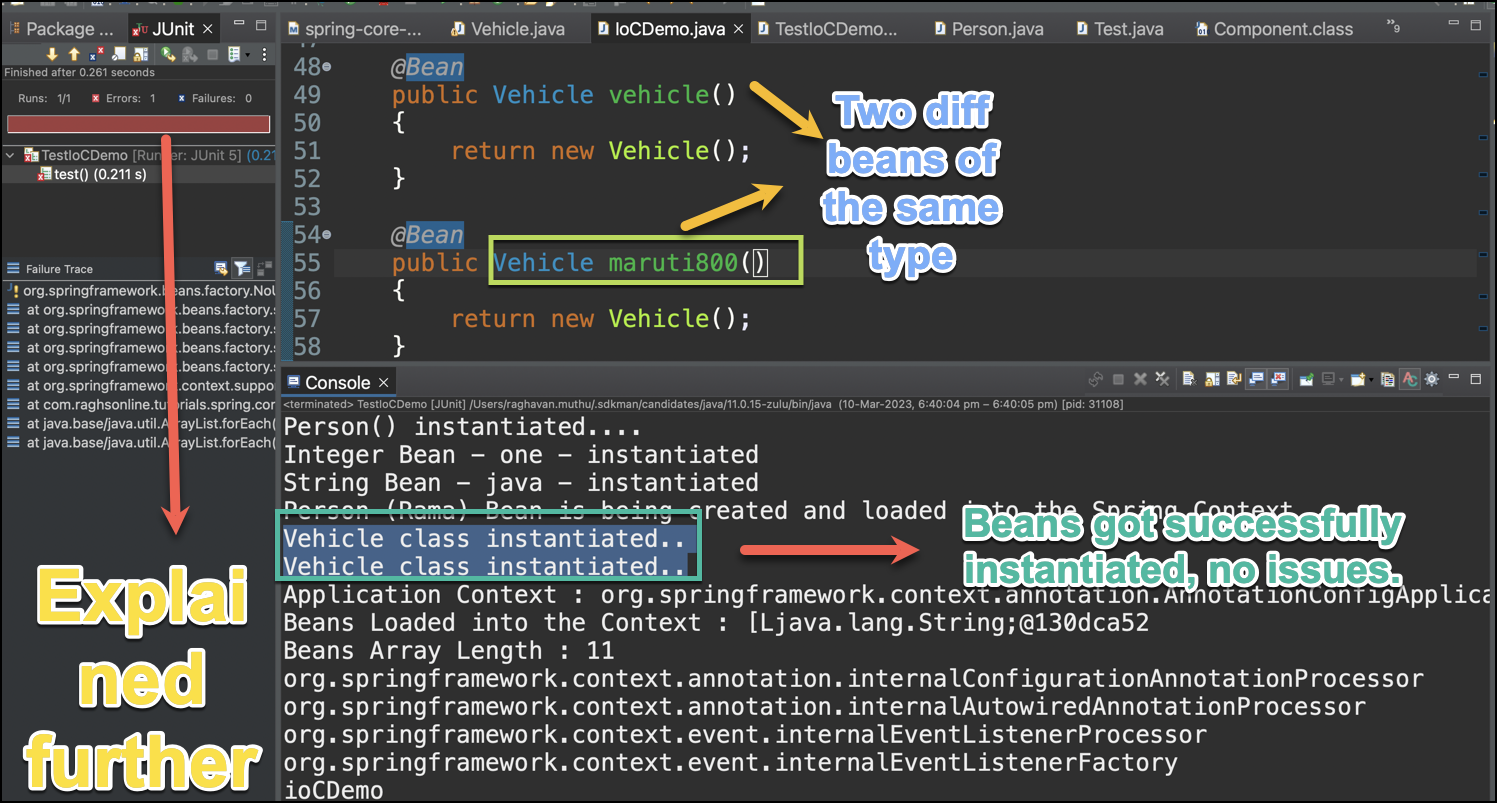 Package ...
JUnit
Finished after 0.261 seconds
Runs: 1/1 Errors: 1 Failures: 0
TestIoCDemo [Runner: JUnit 5] (0.21
test() (0.211 s)
Failure Trace
org.springframework.beans.factory.NoU
at org.springframework.beans.factory.s
at org.springframework.beans.factory.s
at org.springframework.beans.factory.s
at org.springframework.beans.factory.s
at org.springframework.context.suppo
at com.raghsonline.tutorials.spring.cor
at java.base/java.util.ArrayList.forEach(
at java.base/java.util.ArrayList.forEach(
Explai
ned
further
spring-core-... Vehicle.java IoCDemo.java TestIoCDemo... Person.java Test.java Component.class 9
48 @Bean
49 public Vehicle vehicle()
50 {
51 return new Vehicle();
52 }
53
54 @Bean
55 public Vehicle maruti800()
56 {
57 return new Vehicle();
58 }
Two diff
beans of
the same
type
Console
<terminated> TestIoCDemo [JUnit] /Users/raghavan.muthu/.sdkman/candidates/java/11.0.15-zulu/bin/java (10-Mar-2023, 6:40:04 pm – 6:40:05 pm) [pid: 31108]
Person() instantiated....
Integer Bean - one - instantiated
String Bean - java - instantiated
Person (Rama) Bean is being created and loaded into the Spring Context
Vehicle class instantiated..
Vehicle class instantiated..
Beans got successfully
instantiated, no issues.
Application Context : org.springframework.context.annotation.AnnotationConfigApplica
Beans Loaded into the Context : [Ljava.lang.String;@130dca52
Beans Array Length : 11
org.springframework.context.annotation.internalConfigurationAnnotationProcessor
org.springframework.context.annotation.internalAutowiredAnnotationProcessor
org.springframework.context.event.internalEventListenerProcessor
org.springframework.context.event.internalEventListenerFactory
ioCDemo